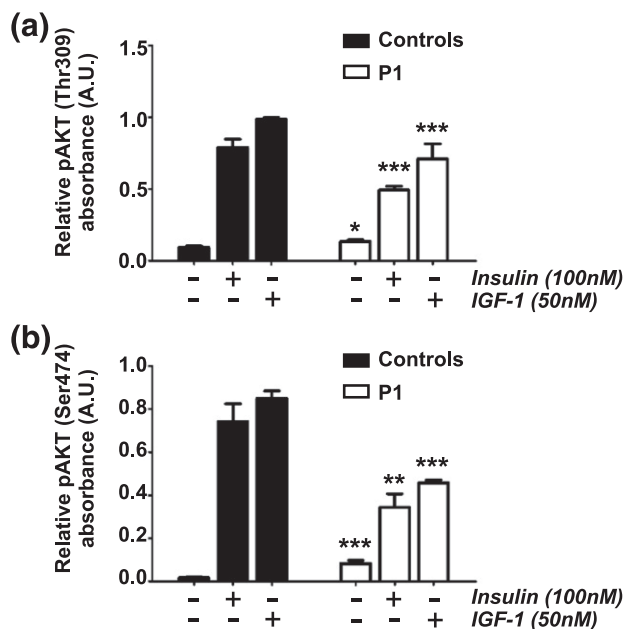 (a)
Relative pAKT (Thr309)
absorbance (A.U.)
1.5
1.0
0.5
0.0
Controls
P1
*
***
***
- + - - + - Insulin (100nM)
- - + - - + IGF-1 (50nM)
(b)
Relative pAKT (Ser474)
absorbance (A.U.)
1.0
0.8
0.6
0.4
0.2
0.0
Controls
P1
***
**
***
- + - - + - Insulin (100nM)
- - + - - + IGF-1 (50nM)